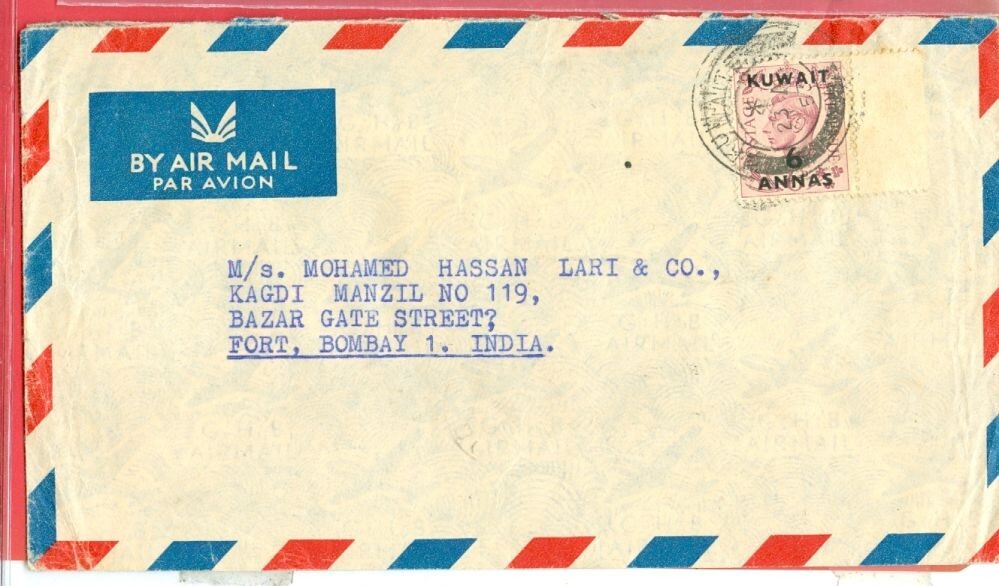 BY AIR MAIL
PAR AVION
KUWAIT
KUWAIT
6
ANNAS
M/s. MOHAMED HASSAN LARI & CO.,
KAGDI MANZIL NO 119,
BAZAR GATE STREET?
FORT, BOMBAY 1. INDIA.